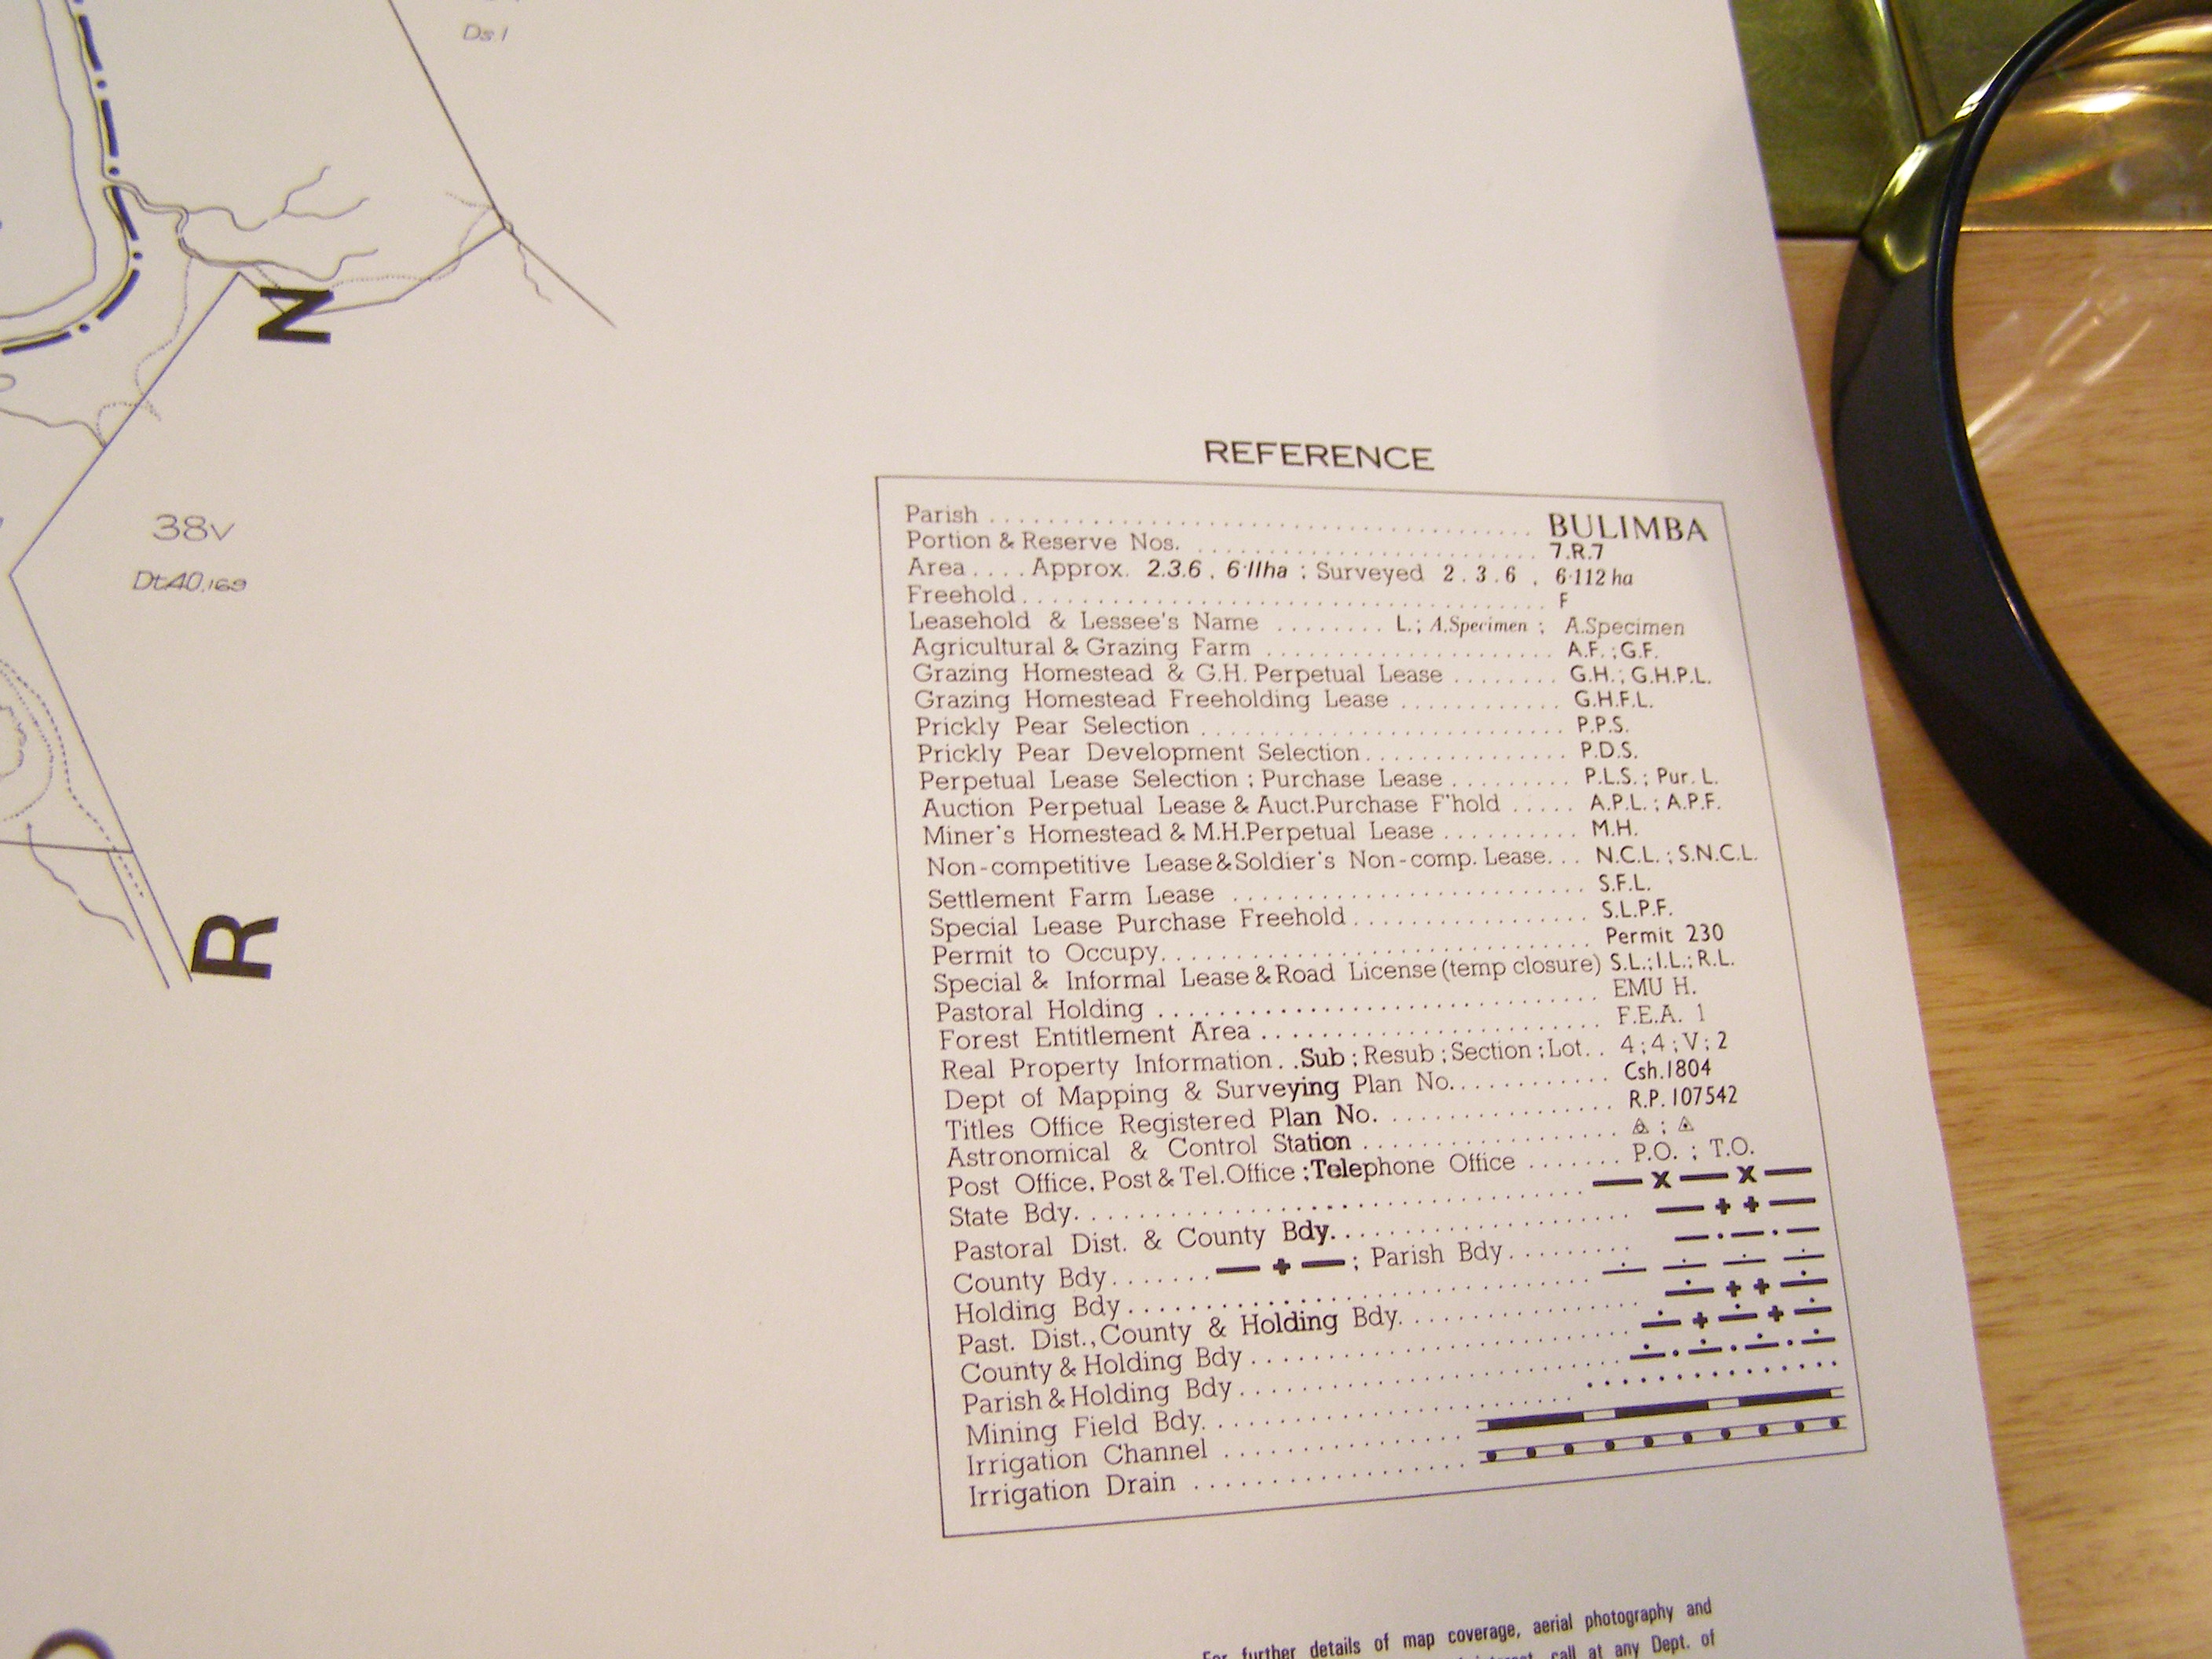 Ds.1
N
38v
Dt.40.169
R
REFERENCE
Parish BULIMBA
Portion & Reserve Nos. 7.R.7
Area .... Approx. 2.3.6 . 6·11ha ; Surveyed 2.3.6 . 6·112 ha
Freehold F
Leasehold & Lessee's Name L.; A.Specimen ; A.Specimen
Agricultural & Grazing Farm A.F. ; G.F.
Grazing Homestead & G.H. Perpetual Lease G.H. ; G.H.P.L.
Grazing Homestead Freeholding Lease G.H.F.L.
Prickly Pear Selection P.P.S.
Prickly Pear Development Selection P.D.S.
Perpetual Lease Selection ; Purchase Lease P.L.S. ; Pur. L.
Auction Perpetual Lease & Auct.Purchase F'hold A.P.L. ; A.P.F.
Miner's Homestead & M.H.Perpetual Lease M.H.
Non-competitive Lease & Soldier's Non-comp. Lease N.C.L. ; S.N.C.L.
Settlement Farm Lease S.F.L.
Special Lease Purchase Freehold S.L.P.F.
Permit to Occupy Permit 230
Special & Informal Lease & Road License (temp closure) S.L.; I.L.; R.L.
Pastoral Holding EMU H.
Forest Entitlement Area F.E.A. 1
Real Property Information . . Sub ; Resub ; Section ; Lot . . 4 ; 4 ; V ; 2
Dept of Mapping & Surveying Plan No. Csh.1804
Titles Office Registered Plan No. R.P. 107542
Astronomical & Control Station
Post Office, Post & Tel.Office ; Telephone Office P.O. ; T.O.
State Bdy.
Pastoral Dist. & County Bdy.
County Bdy ; Parish Bdy
Holding Bdy
Past. Dist., County & Holding Bdy.
County & Holding Bdy
Parish & Holding Bdy
Mining Field Bdy.
Irrigation Channel
Irrigation Drain
For further details of map coverage, aerial photography and
call at any Dept. of